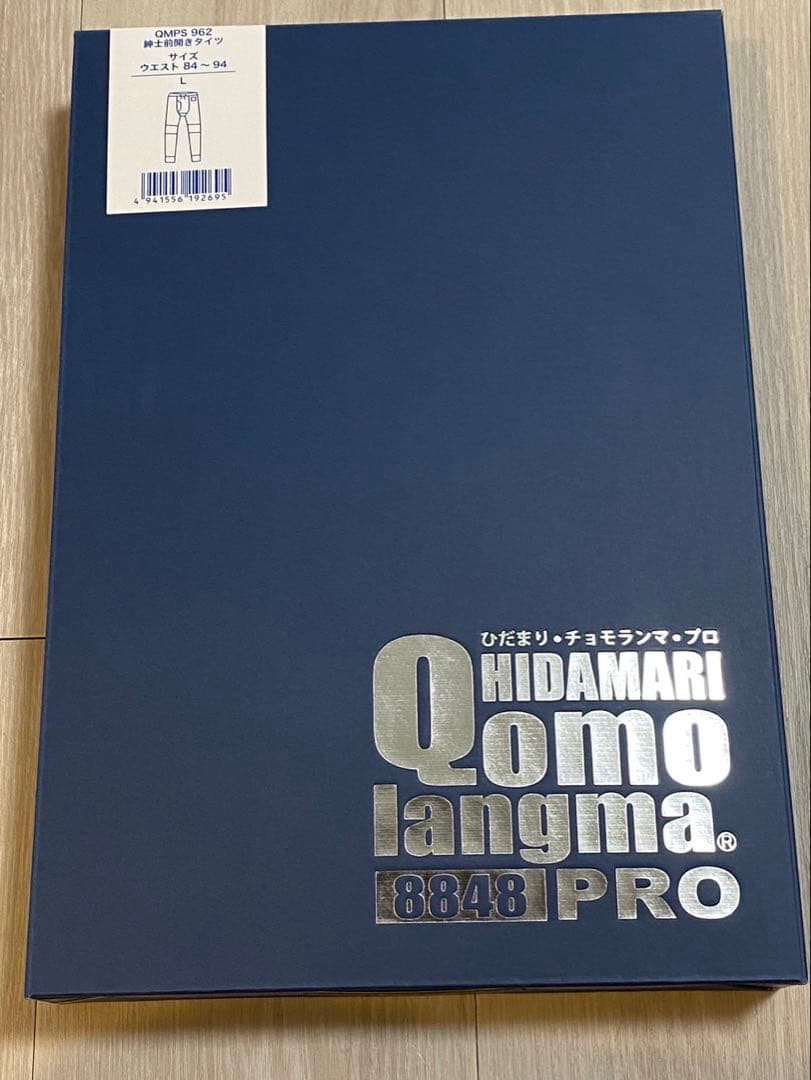 QMPS 962
紳士前開きタイツ
サイズ
ウエスト 84～94
L
4 941556 192695
ひだまり・チョモランマ・プロ
HIDAMARI
Qomo
langma®
8848 PRO